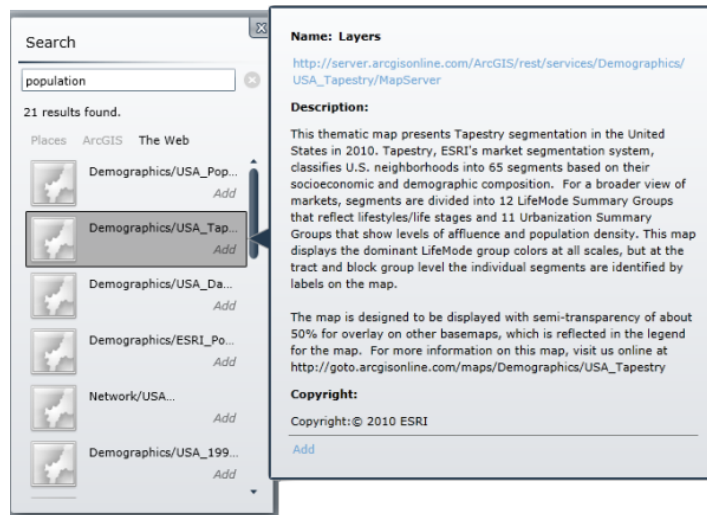 Search
population
21 results found.
Places ArcGIS The Web
Demographics/USA_Pop...
Add
Demographics/USA_Tap...
Add
Demographics/USA_Da...
Add
Demographics/ESRI_Po...
Add
Network/USA...
Add
Demographics/USA_199...
Add
Name: Layers
http://server.arcgisonline.com/ArcGIS/rest/services/Demographics/
USA_Tapestry/MapServer
Description:
This thematic map presents Tapestry segmentation in the United
States in 2010. Tapestry, ESRI's market segmentation system,
classifies U.S. neighborhoods into 65 segments based on their
socioeconomic and demographic composition. For a broader view of
markets, segments are divided into 12 LifeMode Summary Groups
that reflect lifestyles/life stages and 11 Urbanization Summary
Groups that show levels of affluence and population density. This map
displays the dominant LifeMode group colors at all scales, but at the
tract and block group level the individual segments are identified by
labels on the map.
The map is designed to be displayed with semi-transparency of about
50% for overlay on other basemaps, which is reflected in the legend
for the map. For more information on this map, visit us online at
http://goto.arcgisonline.com/maps/Demographics/USA_Tapestry
Copyright:
Copyright:© 2010 ESRI
Add